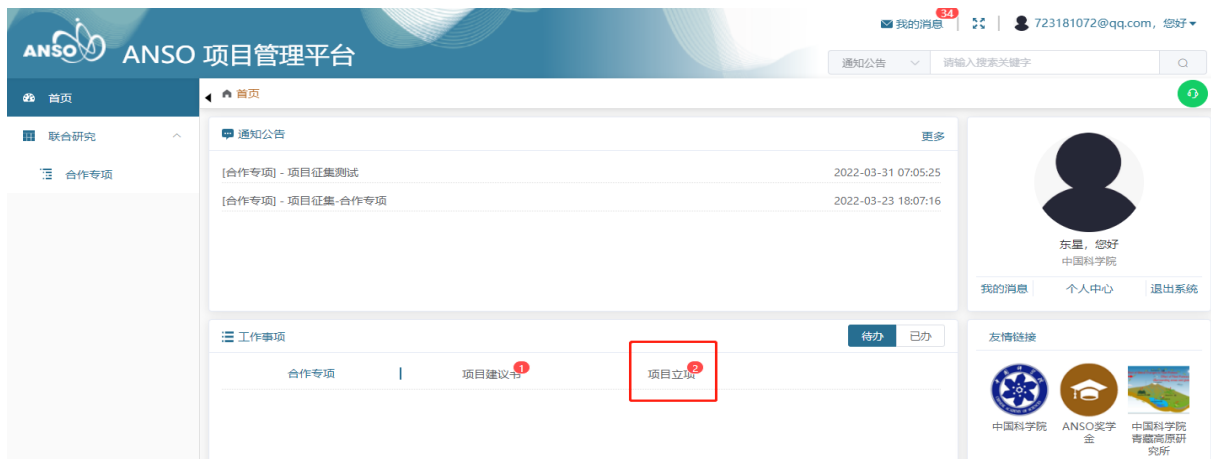 我的消息 34 723181072@qq.com，您好
ANSO ANSO 项目管理平台
通知公告 请输入搜索关键字
首页
首页
联合研究
合作专项
通知公告 更多
[合作专项] - 项目征集测试 2022-03-31 07:05:25
[合作专项] - 项目征集-合作专项 2022-03-23 18:07:16
东星，您好
中国科学院
我的消息 个人中心 退出系统
工作事项 待办 已办
合作专项 项目建议书 1 项目立项 2
友情链接
中国科学院
ANSO奖学
金
中国科学院
青藏高原研
究所